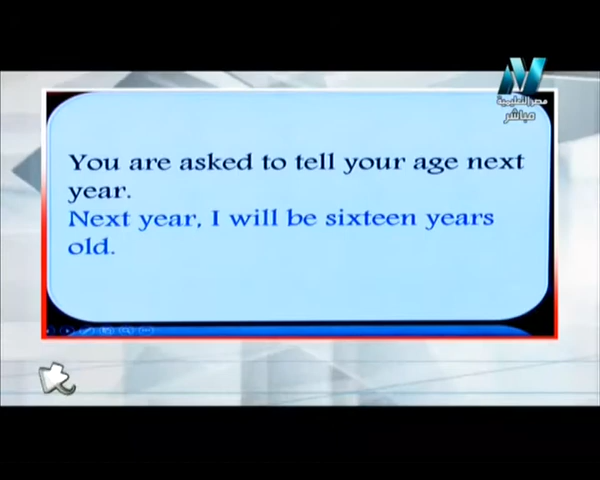 مصر التعليمية
مباشر
You are asked to tell your age next
year.
Next year, I will be sixteen years
old.